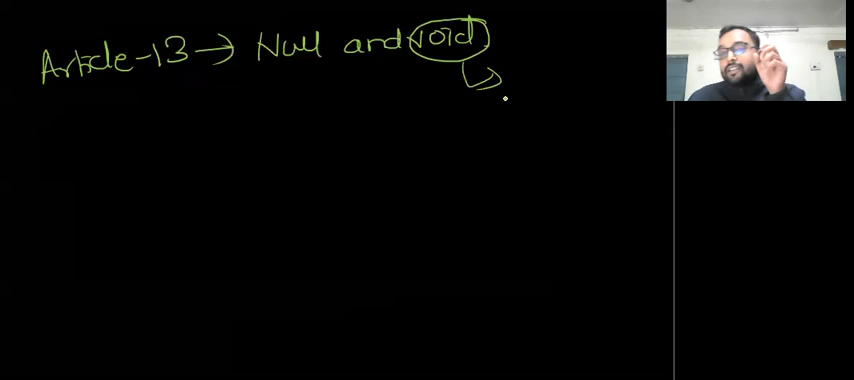 Article-13 → Null and void